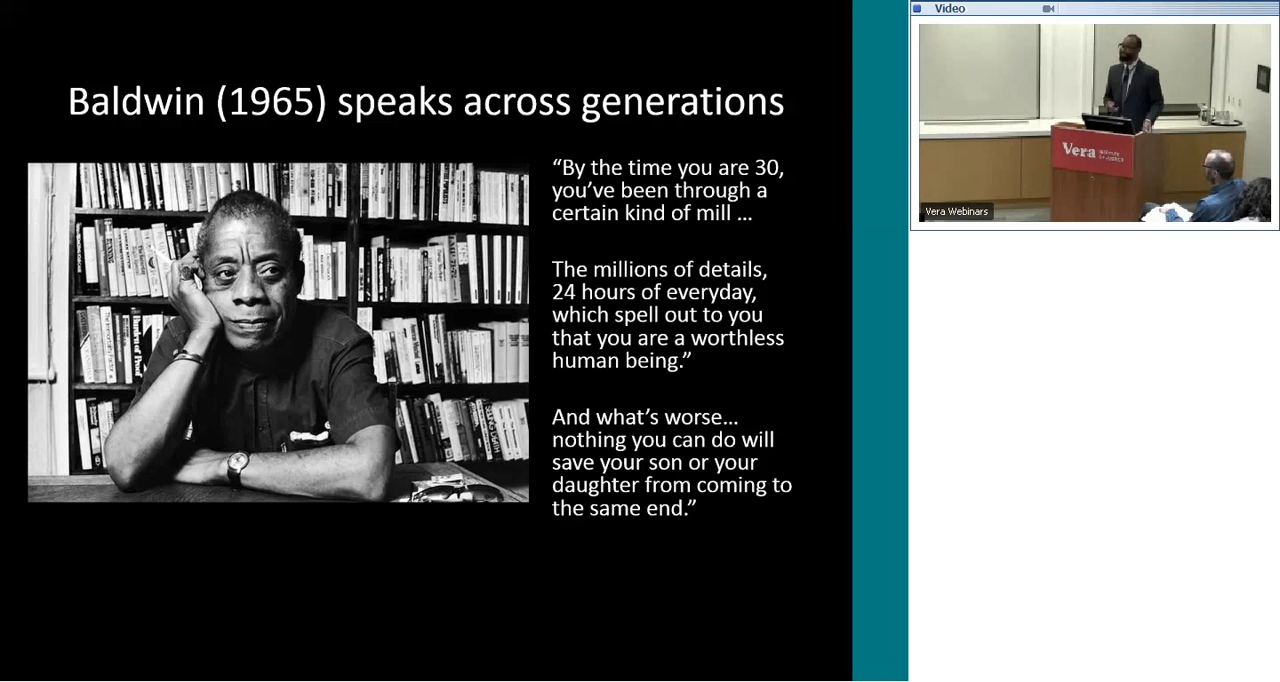 Baldwin (1965) speaks across generations
“By the time you are 30,
you’ve been through a
certain kind of mill …
The millions of details,
24 hours of everyday,
which spell out to you
that you are a worthless
human being.”
And what’s worse…
nothing you can do will
save your son or your
daughter from coming to
the same end.”
Video
Vera
Vera Webinars